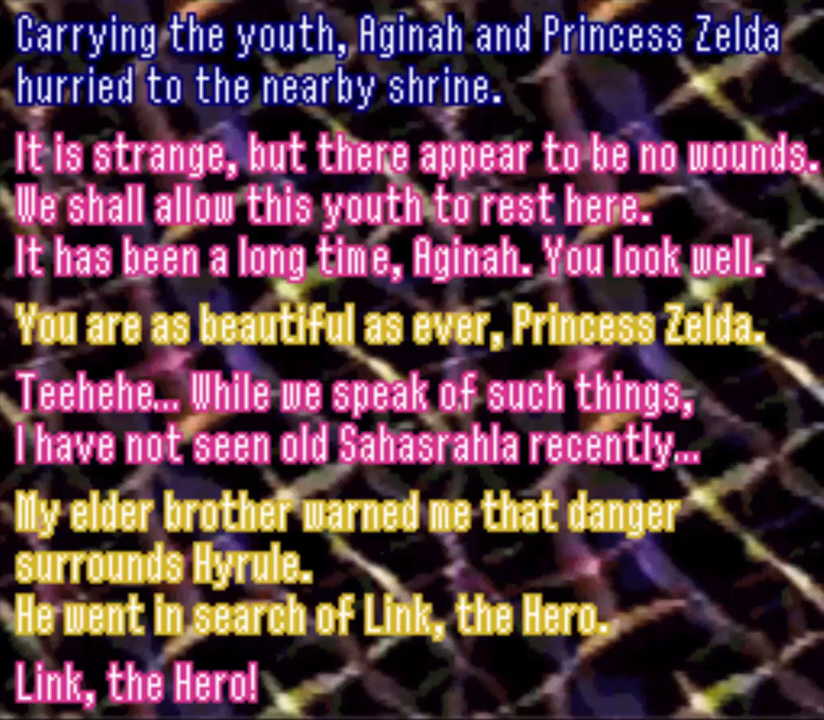 Carrying the youth, Aginah and Princess Zelda
hurried to the nearby shrine.
It is strange, but there appear to be no wounds.
We shall allow this youth to rest here.
It has been a long time, Aginah. You look well.
You are as beautiful as ever, Princess Zelda.
Teehehe... While we speak of such things,
I have not seen old Sahasrahla recently...
My elder brother warned me that danger
surrounds Hyrule.
He went in search of Link, the Hero.
Link, the Hero!